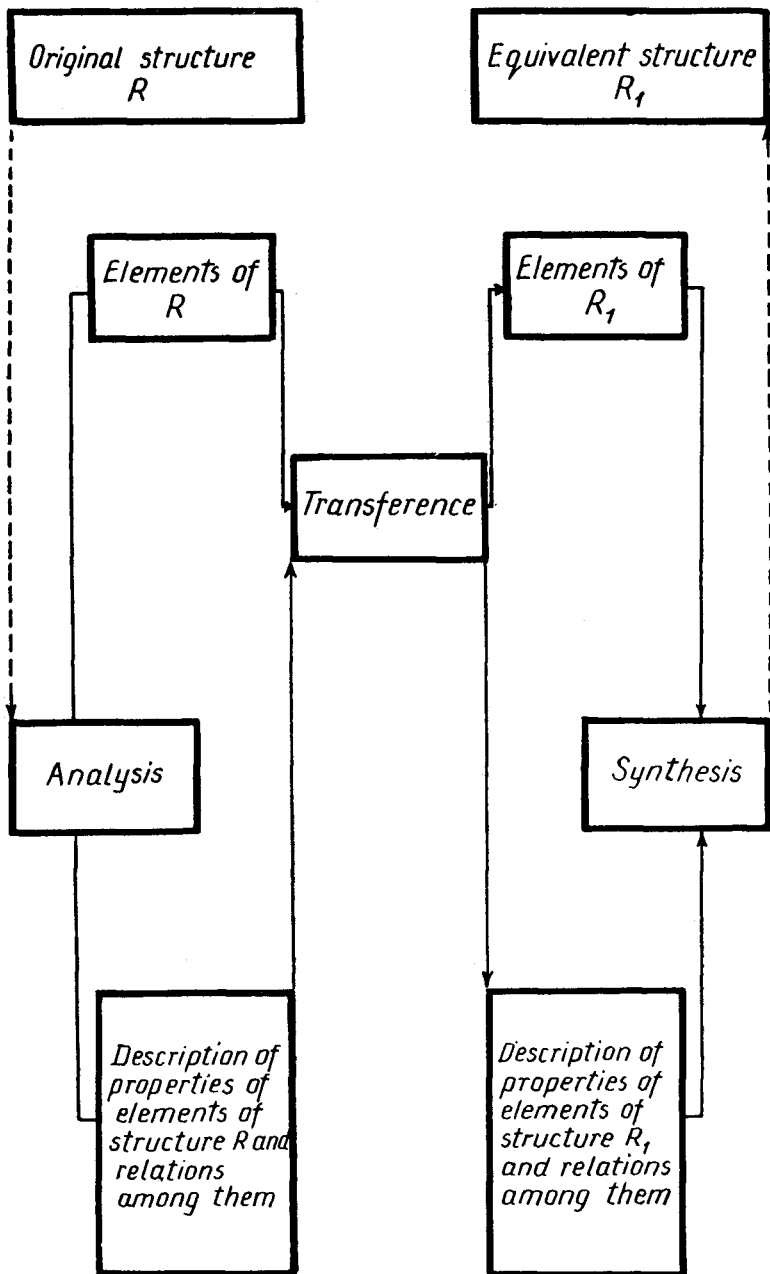 Original structure
R
Equivalent structure
R₁
Elements of
R
Elements of
R₁
Transference
Analysis
Synthesis
Description of
properties of
elements of
structure R and
relations
among them
Description of
properties of
elements of
structure R₁
and relations
among them